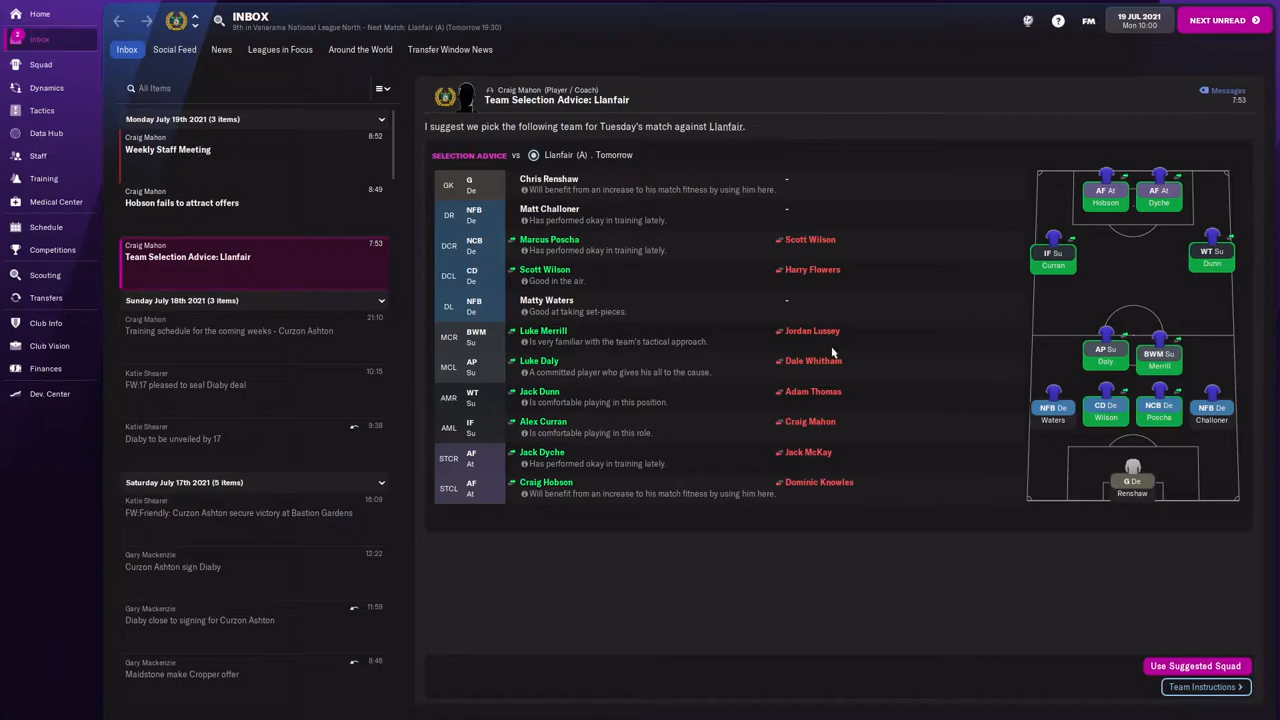 Home
2
Inbox
Squad
Dynamics
Tactics
Data Hub
Staff
Training
Medical Center
Schedule
Competitions
Scouting
Transfers
Club Info
Club Vision
Finances
Dev. Center
INBOX
9th in Vanarama National League North - Next Match: Llanfair (A) (Tomorrow 19:30)
?
FM
19 JUL 2021
Mon 10:00
NEXT UNREAD
Inbox
Social Feed
News
Leagues in Focus
Around the World
Transfer Window News
All Items
Monday July 19th 2021 (3 items)
Craig Mahon
8:52
Weekly Staff Meeting
Craig Mahon
8:49
Hobson fails to attract offers
Craig Mahon
7:53
Team Selection Advice: Llanfair
Sunday July 18th 2021 (3 items)
Craig Mahon
21:10
Training schedule for the coming weeks - Curzon Ashton
Katie Shearer
10:15
FW:17 pleased to seal Diaby deal
Katie Shearer
9:38
Diaby to be unveiled by 17
Saturday July 17th 2021 (5 items)
Katie Shearer
16:09
FW:Friendly: Curzon Ashton secure victory at Bastion Gardens
Gary Mackenzie
12:22
Curzon Ashton sign Diaby
Gary Mackenzie
11:59
Diaby close to signing for Curzon Ashton
Gary Mackenzie
8:46
Maidstone make Cropper offer
Craig Mahon (Player / Coach)
Team Selection Advice: Llanfair
Messages
7:53
I suggest we pick the following team for Tuesday's match against Llanfair.
SELECTION ADVICE vs Llanfair (A) . Tomorrow
GK G De Chris Renshaw -
Will benefit from an increase to his match fitness by using him here.
DR NFB De Matt Challoner -
Has performed okay in training lately.
DCR NCB De Marcus Poscha Scott Wilson
Has performed okay in training lately.
DCL CD De Scott Wilson Harry Flowers
Good in the air.
DL NFB De Matty Waters -
Good at taking set-pieces.
MCR BWM Su Luke Merrill Jordan Lussey
Is very familiar with the team's tactical approach.
MCL AP Su Luke Daly Dale Whitham
A committed player who gives his all to the cause.
AMR WT Su Jack Dunn Adam Thomas
Is comfortable playing in this position.
AML IF Su Alex Curran Craig Mahon
Is comfortable playing in this role.
STCR AF At Jack Dyche Jack McKay
Has performed okay in training lately.
STCL AF At Craig Hobson Dominic Knowles
Will benefit from an increase to his match fitness by using him here.
AF At
Hobson
AF At
Dyche
IF Su
Curran
WT Su
Dunn
AP Su
Daly
BWM Su
Merrill
NFB De
Waters
CD De
Wilson
NCB De
Poscha
NFB De
Challoner
G De
Renshaw
Use Suggested Squad
Team Instructions